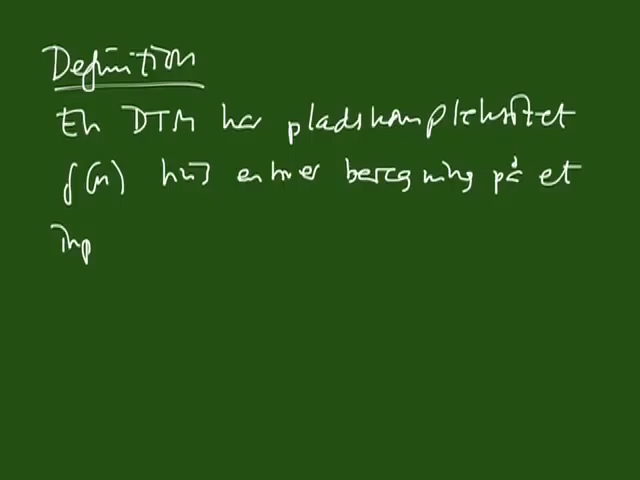 Definition
En DTM har pladskompleksitet
f(n) hvis enhver beregning på et
inp